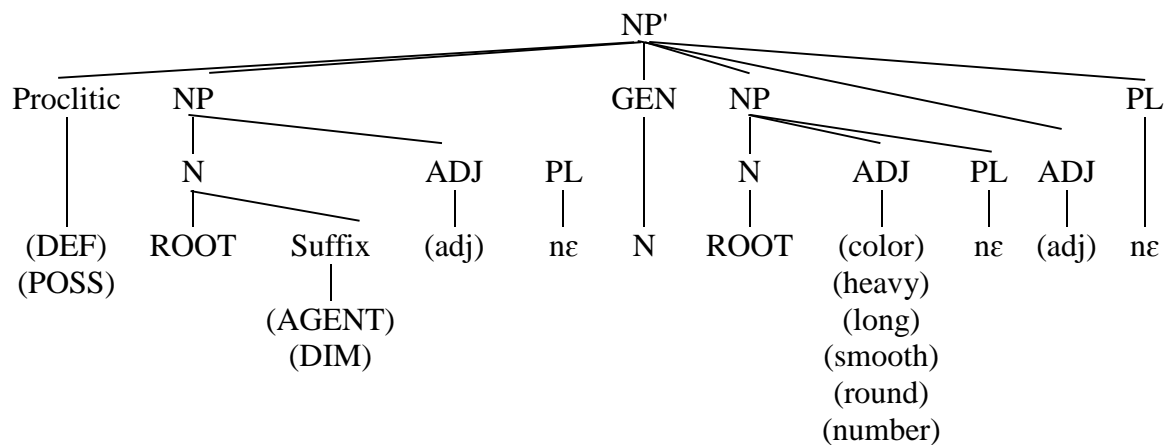 NP'
Proclitic NP GEN NP PL
N ADJ PL N ADJ PL ADJ
(DEF) ROOT Suffix (adj) nɛ N ROOT (color) nɛ (adj) nɛ
(POSS) (heavy)
(AGENT) (long)
(DIM) (smooth)
(round)
(number)